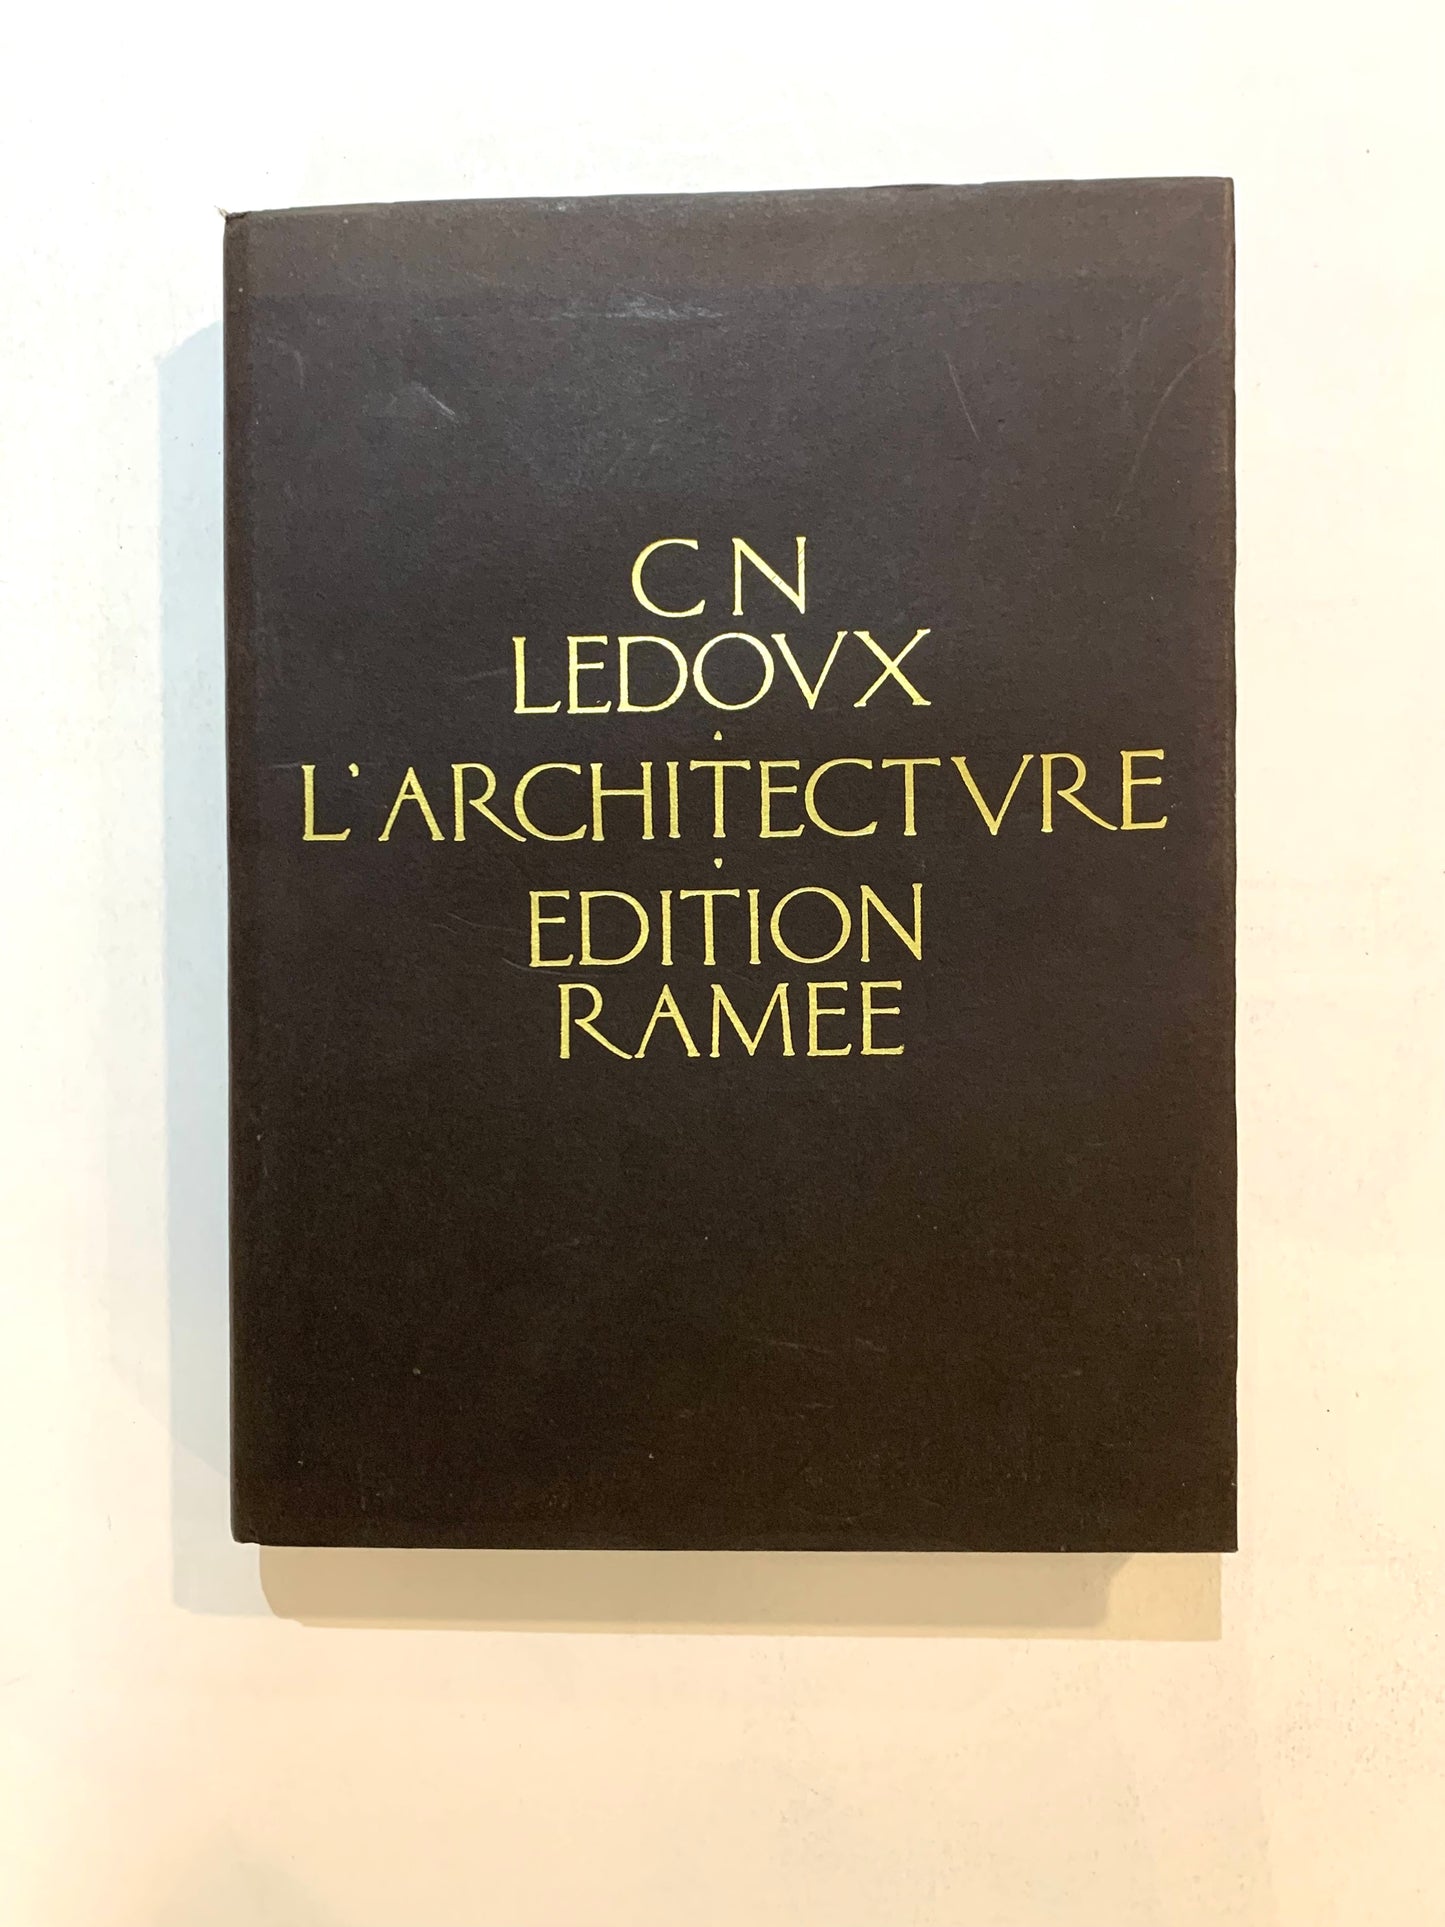 C N
LEDOVX
L'ARCHITECTVRE
EDITION
RAMEE